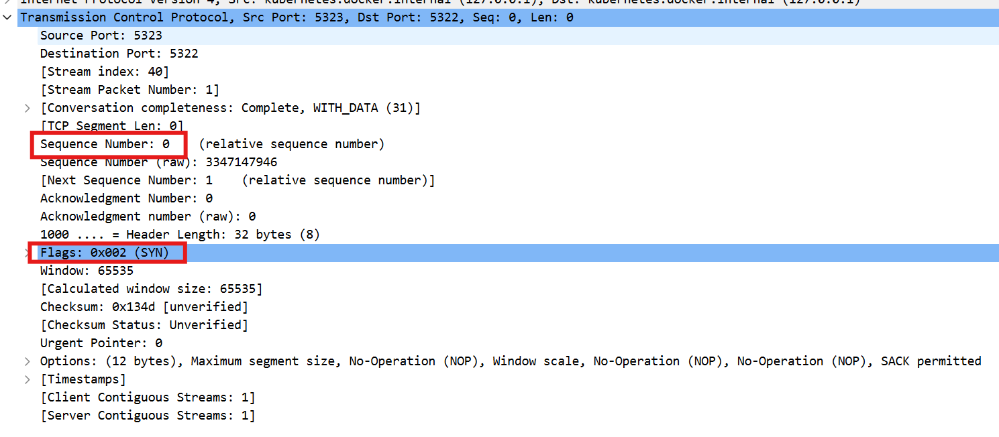 Internet Protocol Version 4, Src: kubernetes.docker.internal (127.0.0.1), Dst: kubernetes.docker.internal (127.0.0.1)
Transmission Control Protocol, Src Port: 5323, Dst Port: 5322, Seq: 0, Len: 0
Source Port: 5323
Destination Port: 5322
[Stream index: 40]
[Stream Packet Number: 1]
[Conversation completeness: Complete, WITH_DATA (31)]
[TCP Segment Len: 0]
Sequence Number: 0    (relative sequence number)
Sequence Number (raw): 3347147946
[Next Sequence Number: 1    (relative sequence number)]
Acknowledgment Number: 0
Acknowledgment number (raw): 0
1000 .... = Header Length: 32 bytes (8)
Flags: 0x002 (SYN)
Window: 65535
[Calculated window size: 65535]
Checksum: 0x134d [unverified]
[Checksum Status: Unverified]
Urgent Pointer: 0
Options: (12 bytes), Maximum segment size, No-Operation (NOP), Window scale, No-Operation (NOP), No-Operation (NOP), SACK permitted
[Timestamps]
[Client Contiguous Streams: 1]
[Server Contiguous Streams: 1]